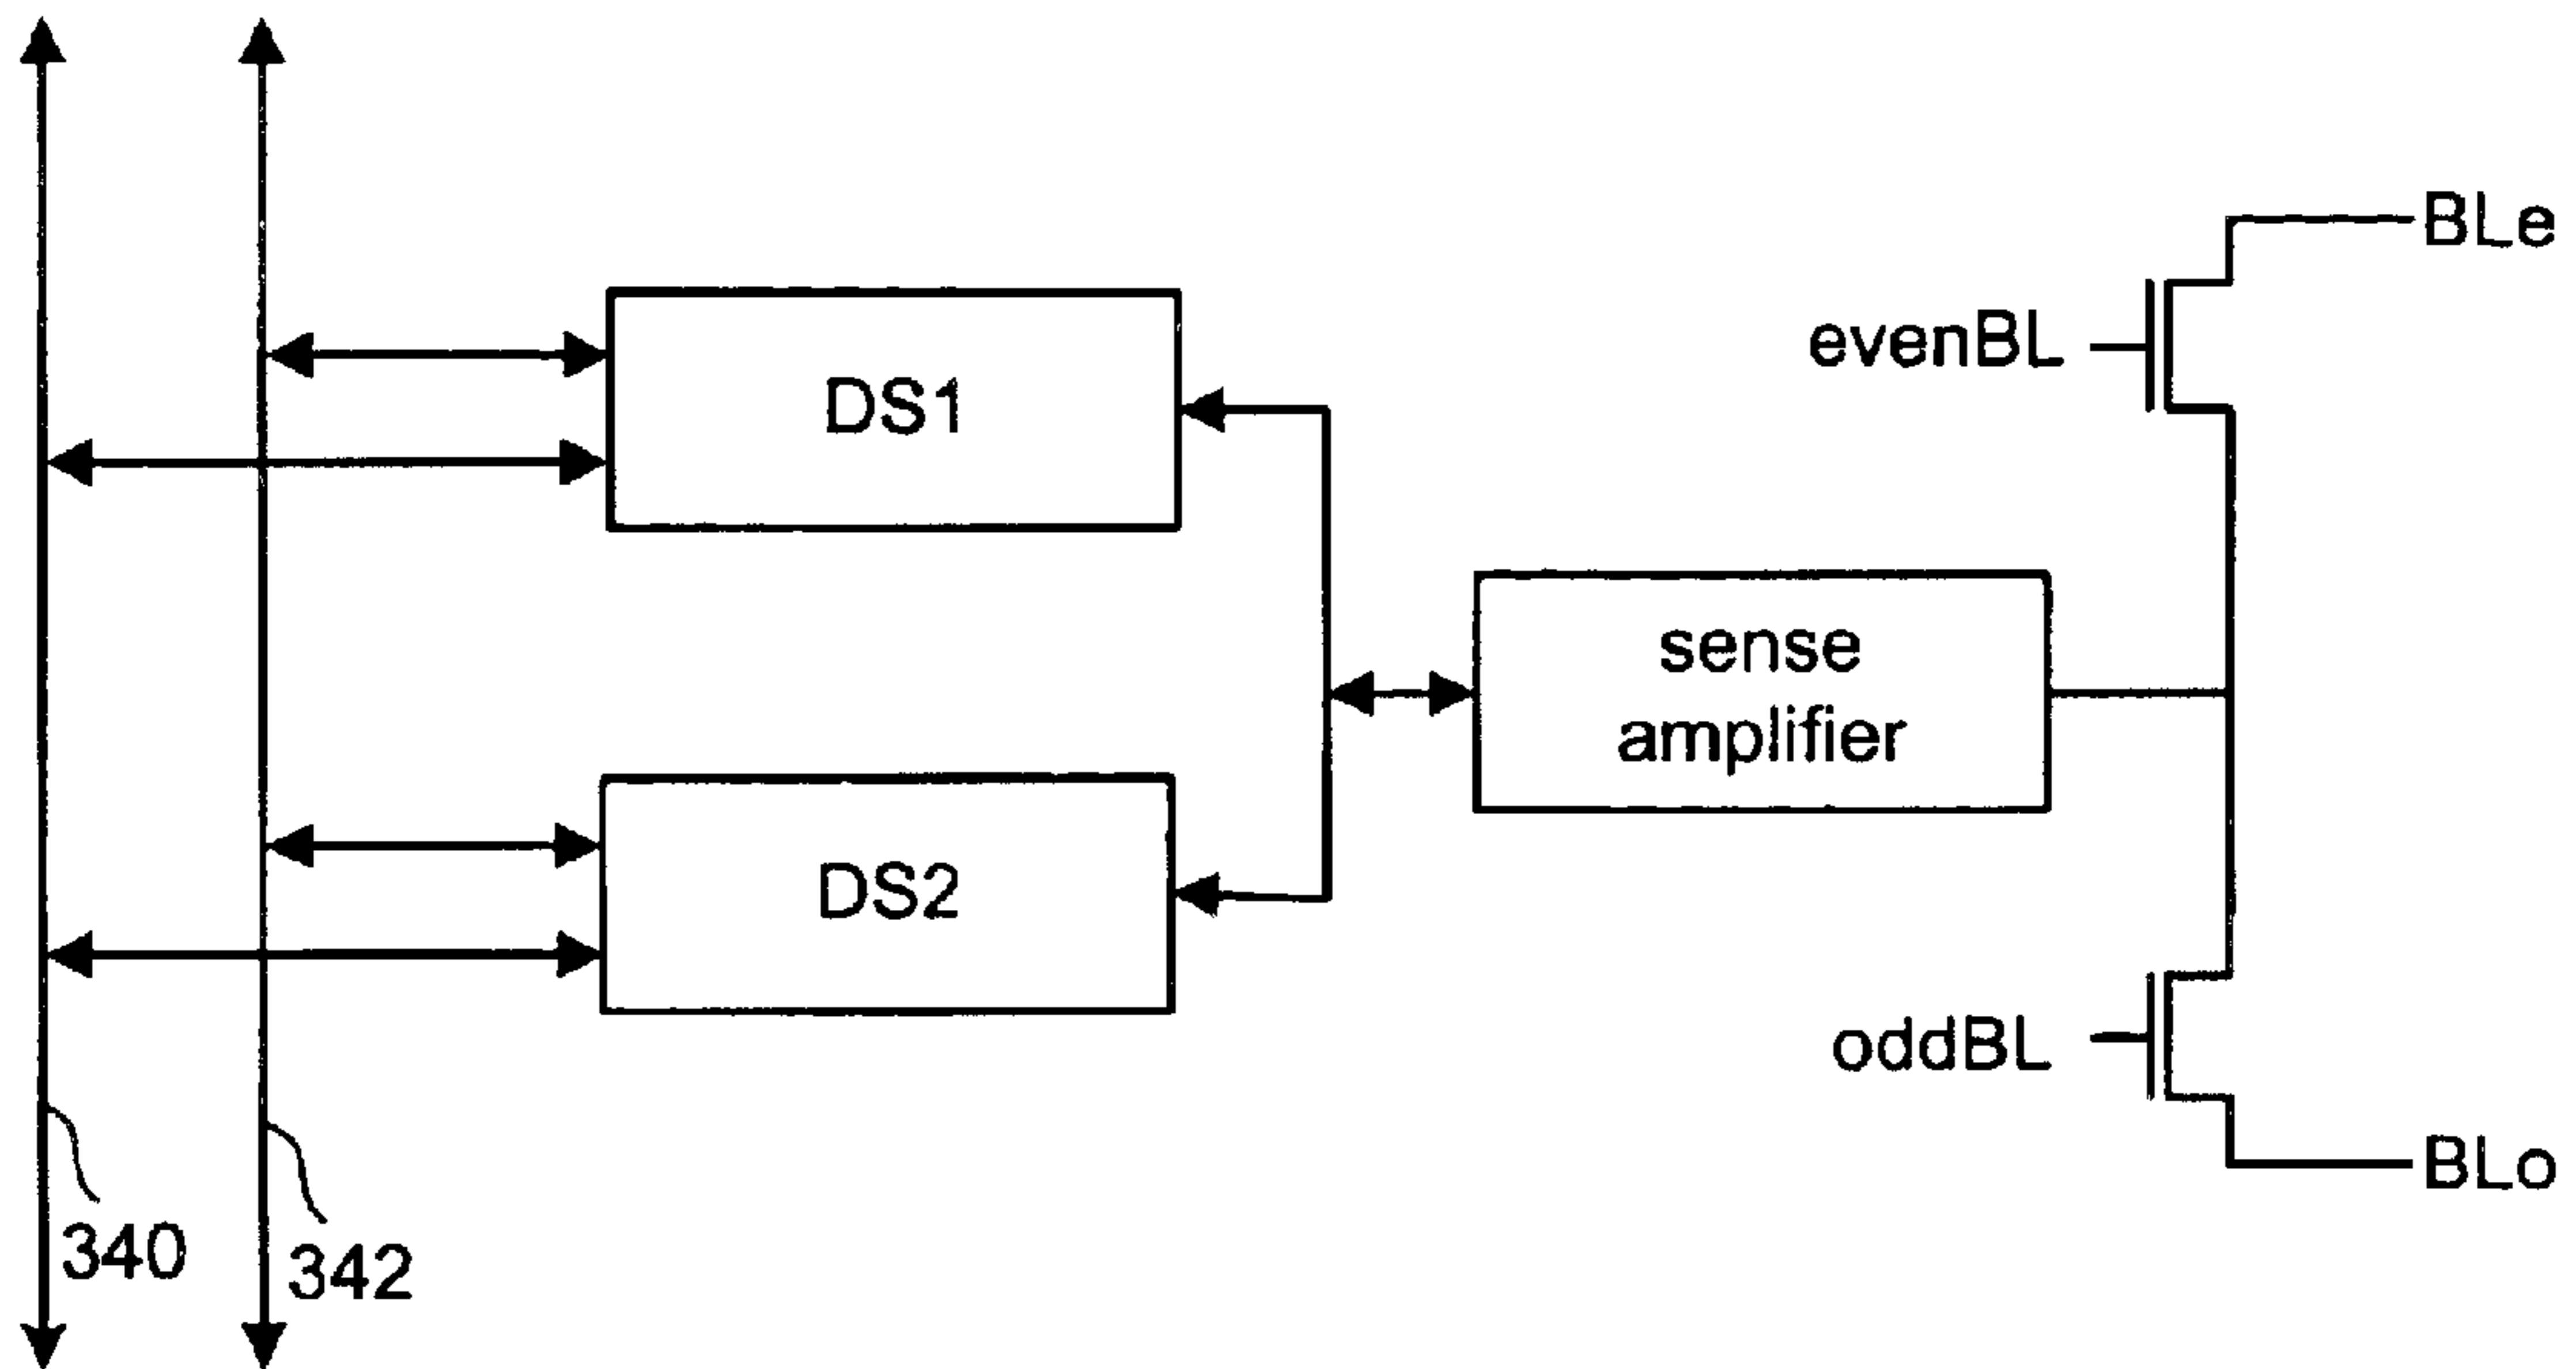 BLe
evenBL
DS1
sense
amplifier
DS2
oddBL
BLo
340
342